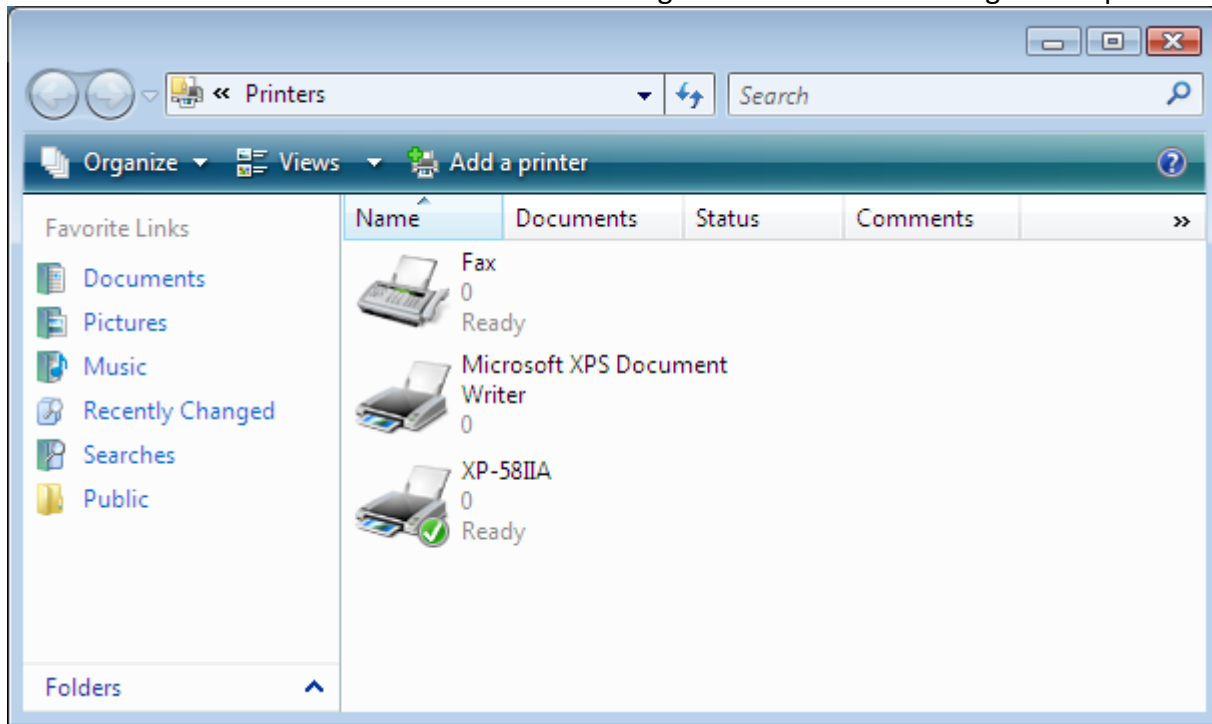 « Printers
Search
Organize Views Add a printer
Favorite Links
Documents
Pictures
Music
Recently Changed
Searches
Public
Folders
Name Documents Status Comments »
Fax
0
Ready
Microsoft XPS Document
Writer
0
XP-58IIA
0
Ready